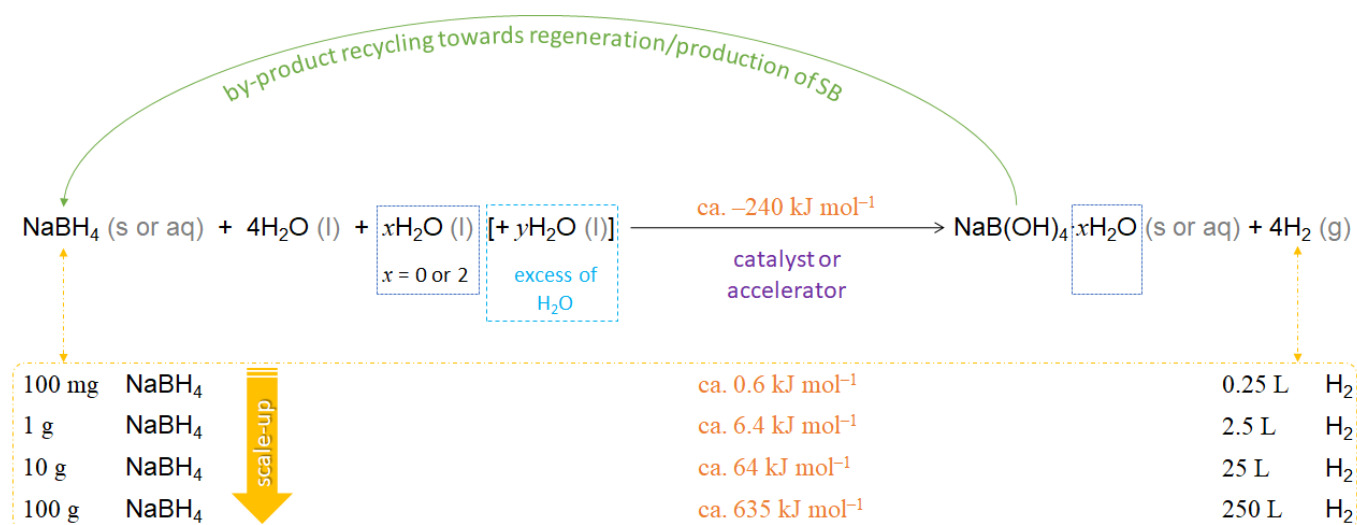 by-product recycling towards regeneration/production of SB
ca. –240 kJ mol⁻¹
NaBH₄ (s or aq) + 4H₂O (l) + xH₂O (l) [+ yH₂O (l)] NaB(OH)₄·xH₂O (s or aq) + 4H₂ (g)
x = 0 or 2
excess of
H₂O
catalyst or
accelerator
100 mg NaBH₄ ca. 0.6 kJ mol⁻¹ 0.25 L H₂
1 g NaBH₄ ca. 6.4 kJ mol⁻¹ 2.5 L H₂
10 g NaBH₄ ca. 64 kJ mol⁻¹ 25 L H₂
100 g NaBH₄ ca. 635 kJ mol⁻¹ 250 L H₂
scale-up